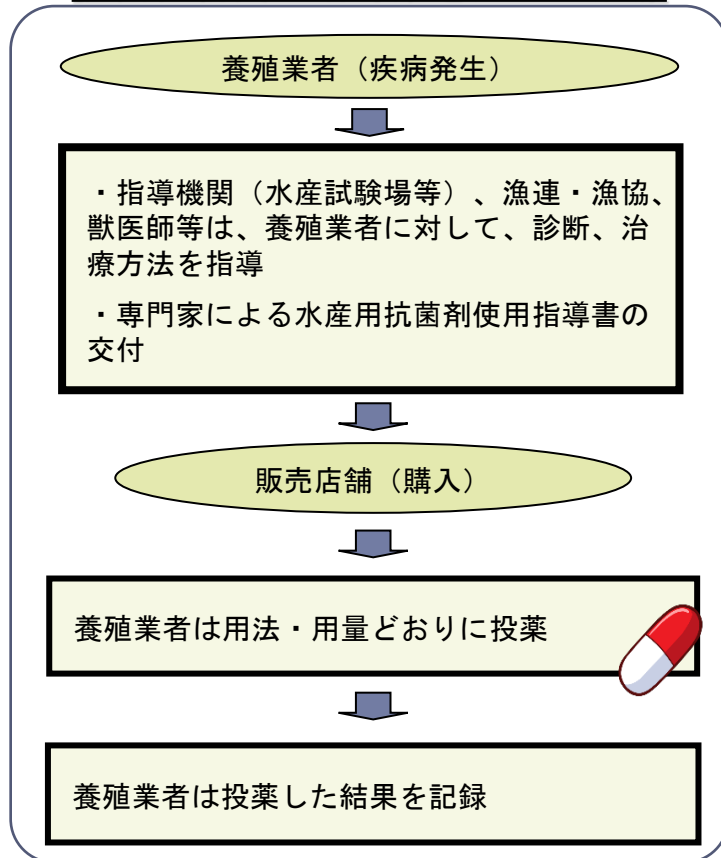 養殖業者（疾病発生）
・指導機関（水産試験場等）、漁連・漁協、
獣医師等は、養殖業者に対して、診断、治
療方法を指導
・専門家による水産用抗菌剤使用指導書の
交付
販売店舗（購入）
養殖業者は用法・用量どおりに投薬
養殖業者は投薬した結果を記録